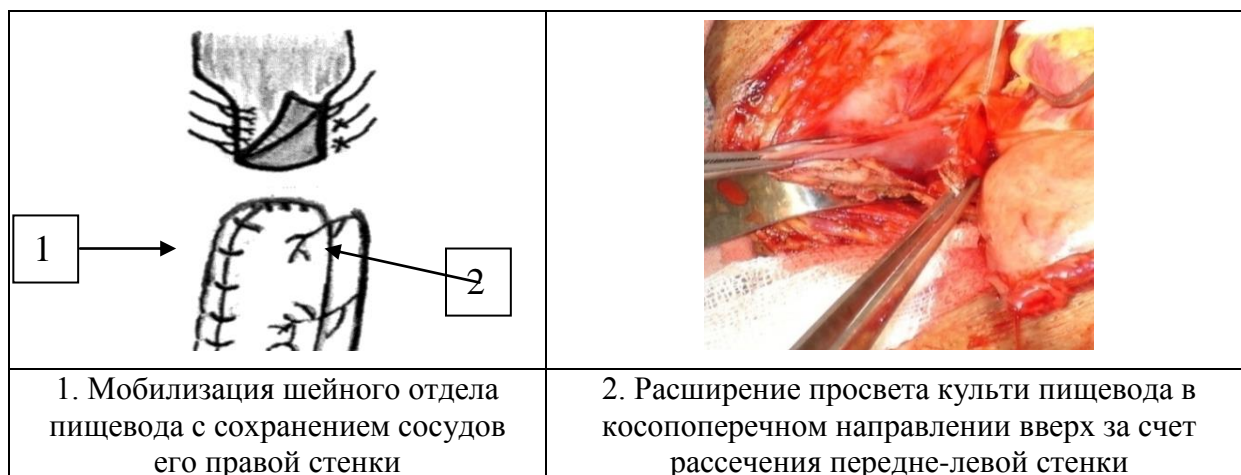 1
2
1. Мобилизация шейного отдела
пищевода с сохранением сосудов
его правой стенки
2. Расширение просвета культи пищевода в
косопоперечном направлении вверх за счет
рассечения передне-левой стенки